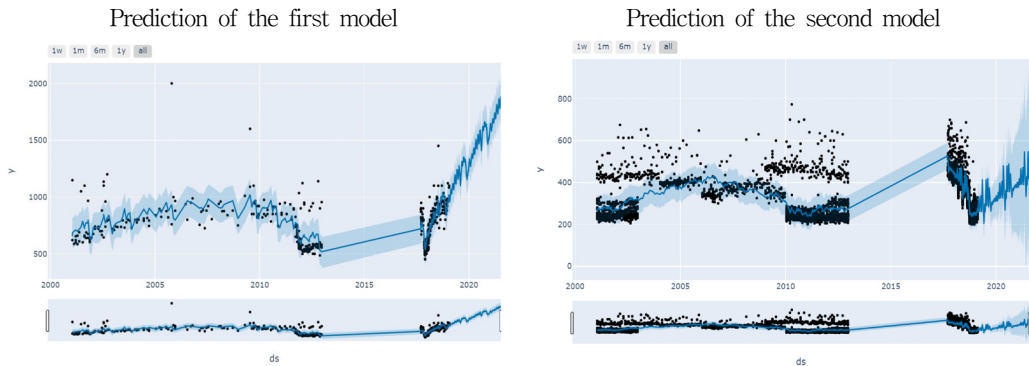 Prediction of the first model
Prediction of the second model
1w 1m 6m 1y all
2000
1500
1000
500
y
2000 2005 2010 2015 2020
ds
1w 1m 6m 1y all
800
600
400
200
0
y
2000 2005 2010 2015 2020
ds